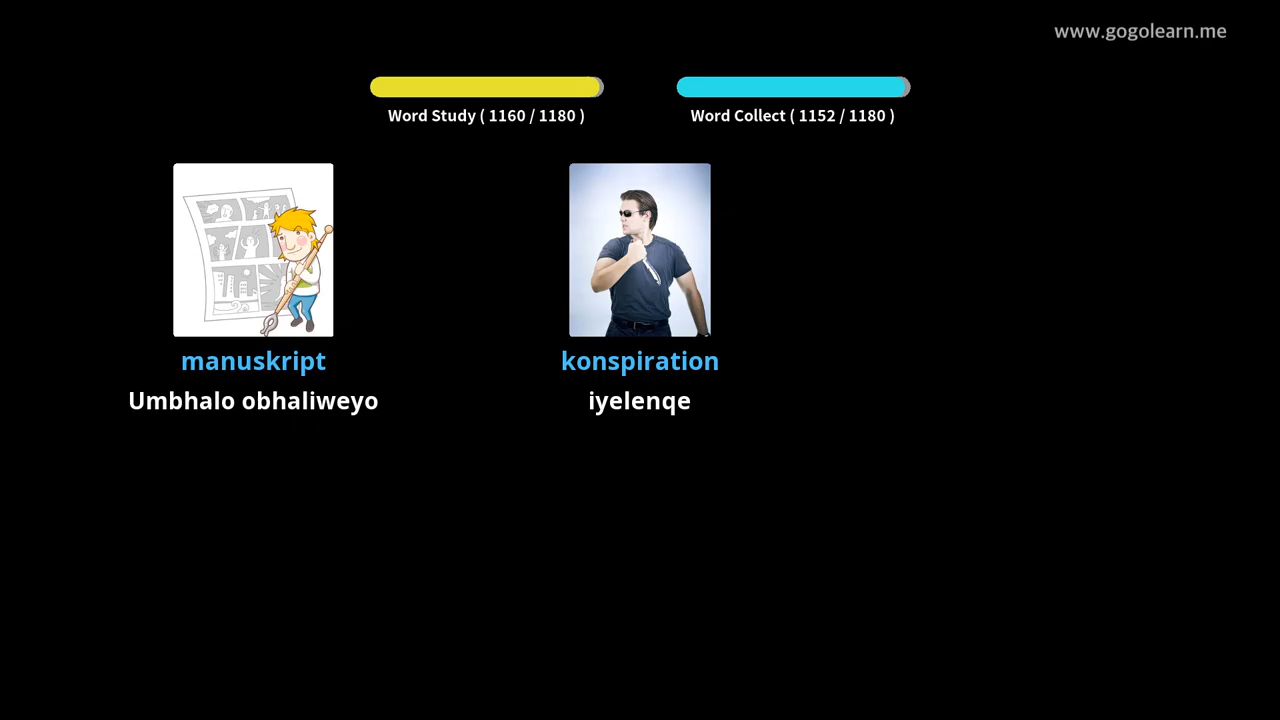 www.gogolearn.me
Word Study ( 1160 / 1180 )
Word Collect ( 1152 / 1180 )
manuskript
konspiration
Umbhalo obhaliweyo
iyelenqe